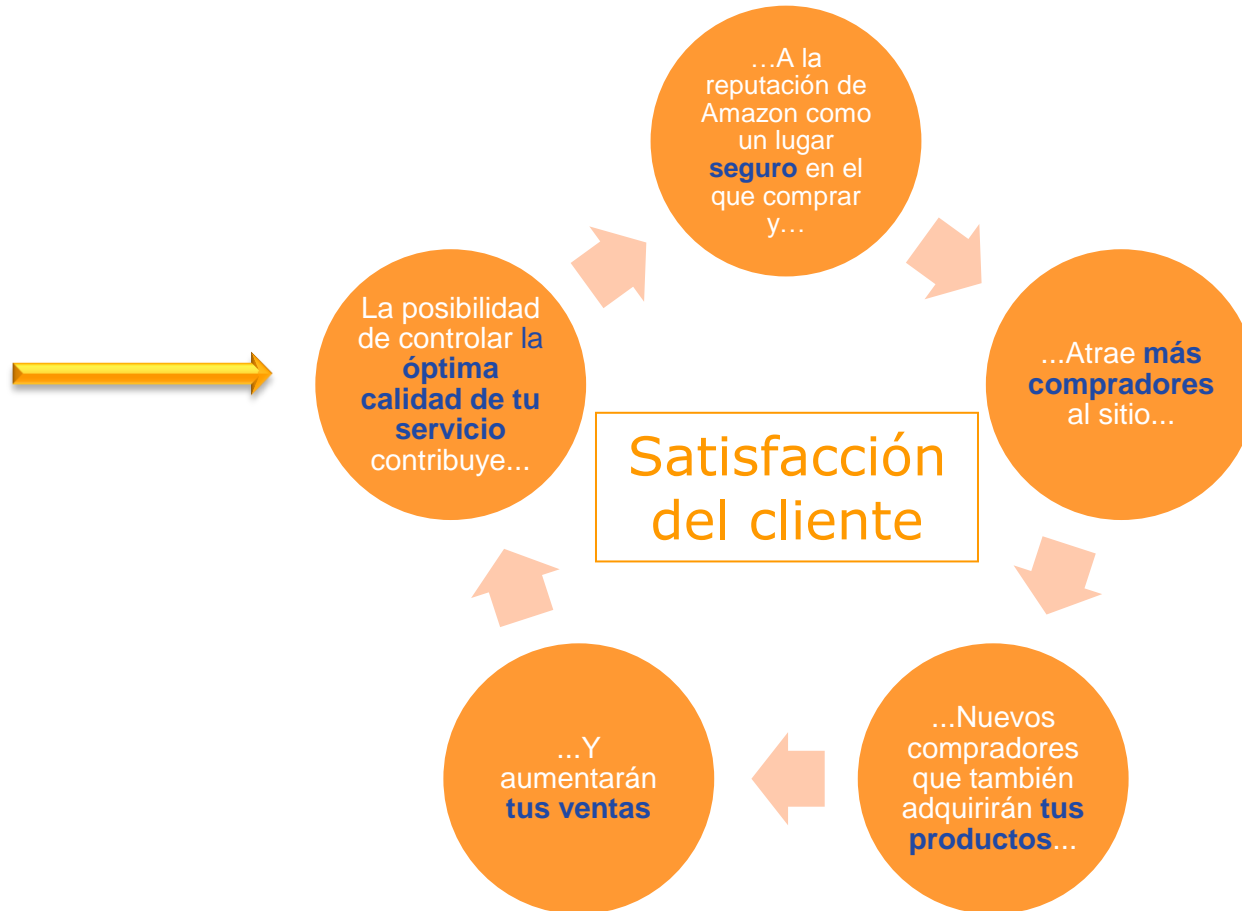 ...A la
reputación de
Amazon como
un lugar
seguro en el
que comprar
y...
La posibilidad
de controlar la
óptima
calidad de tu
servicio
contribuye...
...Atrae más
compradores
al sitio...
Satisfacción
del cliente
...Nuevos
compradores
que también
adquirirán tus
productos...
...Y
aumentarán
tus ventas